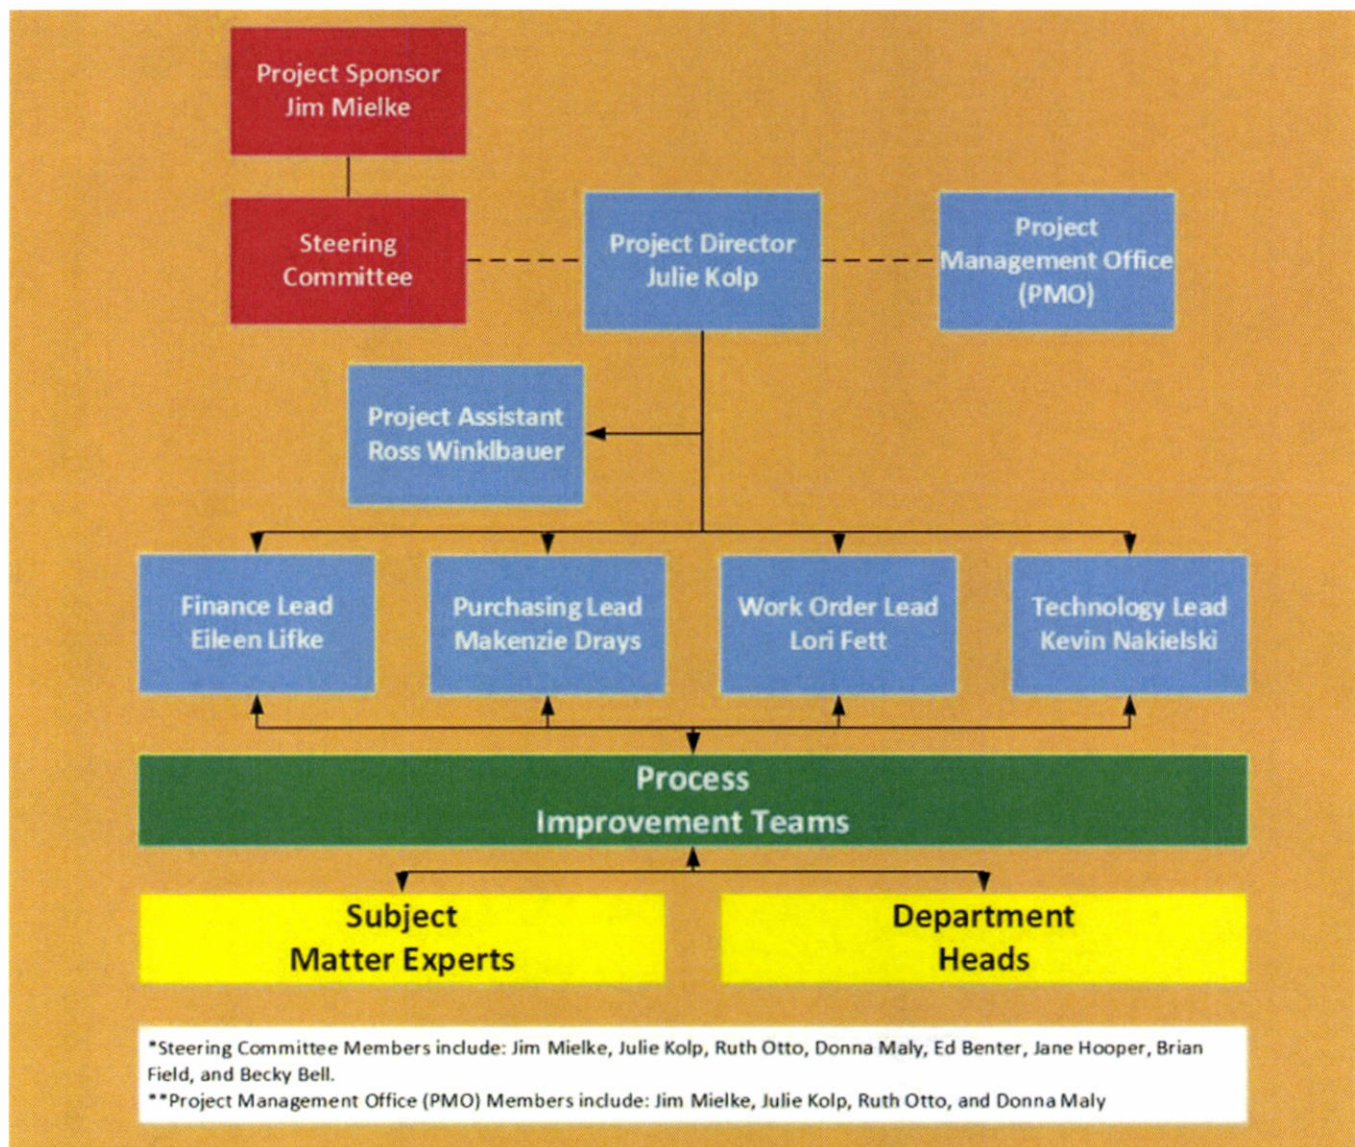 Project Sponsor
Jim Mielke
Steering
Committee
Project Director
Julie Kolp
Project
Management Office
(PMO)
Project Assistant
Ross Winklbauer
Finance Lead
Eileen Lifke
Purchasing Lead
Makenzie Drays
Work Order Lead
Lori Fett
Technology Lead
Kevin Nakielski
Process
Improvement Teams
Subject
Matter Experts
Department
Heads
*Steering Committee Members include: Jim Mielke, Julie Kolp, Ruth Otto, Donna Maly, Ed Benter, Jane Hooper, Brian
Field, and Becky Bell.
**Project Management Office (PMO) Members include: Jim Mielke, Julie Kolp, Ruth Otto, and Donna Maly